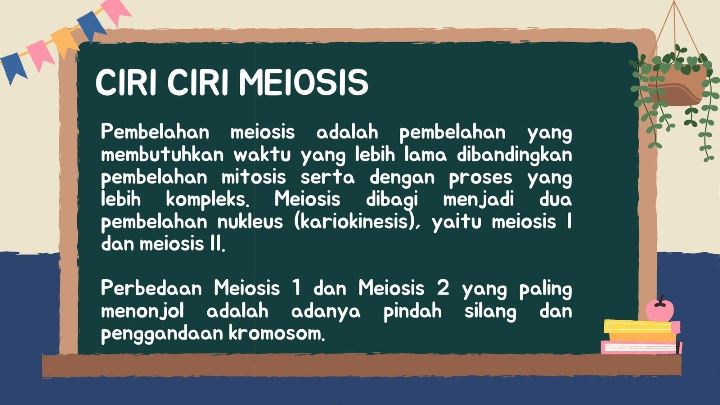 CIRI CIRI MEIOSIS
Pembelahan meiosis adalah pembelahan yang
membutuhkan waktu yang lebih lama dibandingkan
pembelahan mitosis serta dengan proses yang
lebih kompleks. Meiosis dibagi menjadi dua
pembelahan nukleus (kariokinesis), yaitu meiosis I
dan meiosis II.
Perbedaan Meiosis 1 dan Meiosis 2 yang paling
menonjol adalah adanya pindah silang dan
penggandaan kromosom.